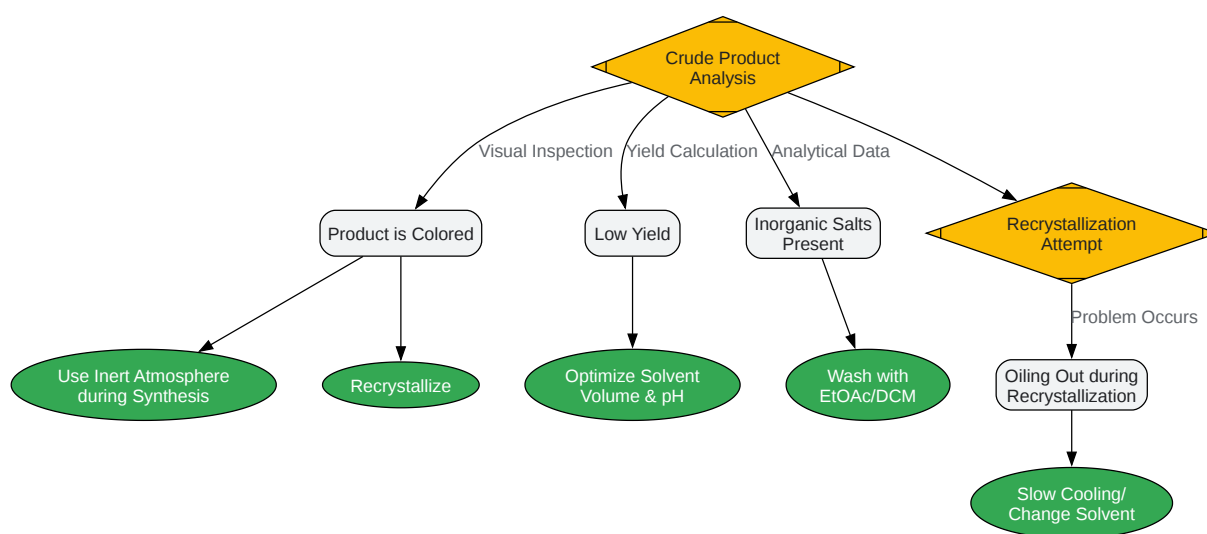 Crude Product
Analysis
Visual Inspection
Yield Calculation
Analytical Data
Product is Colored
Low Yield
Inorganic Salts
Present
Recrystallization
Attempt
Problem Occurs
Use Inert Atmosphere
during Synthesis
Recrystallize
Optimize Solvent
Volume & pH
Wash with
EtOAc/DCM
Oiling Out during
Recrystallization
Slow Cooling/
Change Solvent